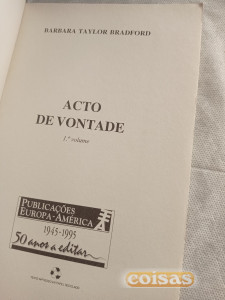 BARBARA TAYLOR BRADFORD
ACTO
DE VONTADE
1.º volume
PUBLICAÇÕES
EUROPA-AMÉRICA
1945-1995
50 anos a editar
coisas